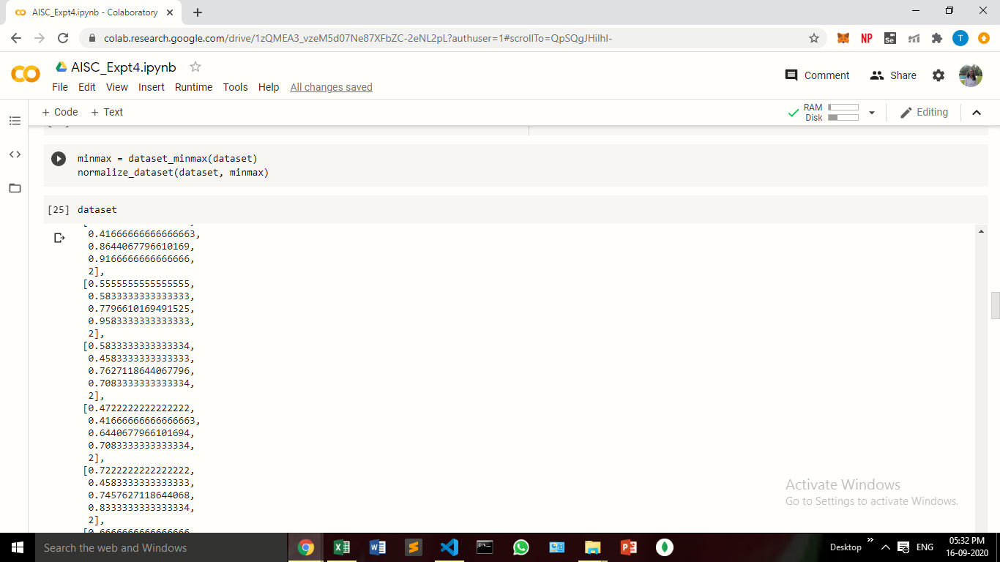 AISC_Expt4.ipynb - Colaboratory
colab.research.google.com/drive/1zQMEA3_vzeM5d07Ne87XFbZC-2eNL2pL?authuser=1#scrollTo=QpSQgJHilhI-
NP
Se
T
CO
AISC_Expt4.ipynb
File Edit View Insert Runtime Tools Help All changes saved
Comment
Share
+ Code + Text
RAM
Disk
Editing
minmax = dataset_minmax(dataset)
normalize_dataset(dataset, minmax)
[25] dataset
0.41666666666666663,
0.8644067796610169,
0.9166666666666666,
2],
[0.5555555555555555,
0.5833333333333333,
0.7796610169491525,
0.9583333333333333,
2],
[0.5833333333333334,
0.4583333333333333,
0.7627118644067796,
0.7083333333333334,
2],
[0.4722222222222222,
0.41666666666666663,
0.6440677966101694,
0.7083333333333334,
2],
[0.7222222222222222,
0.4583333333333333,
0.7457627118644068,
0.8333333333333334,
2],
[0.6666666666666666,
Activate Windows
Go to Settings to activate Windows.
Search the web and Windows
Desktop
ENG
05:32 PM
16-09-2020